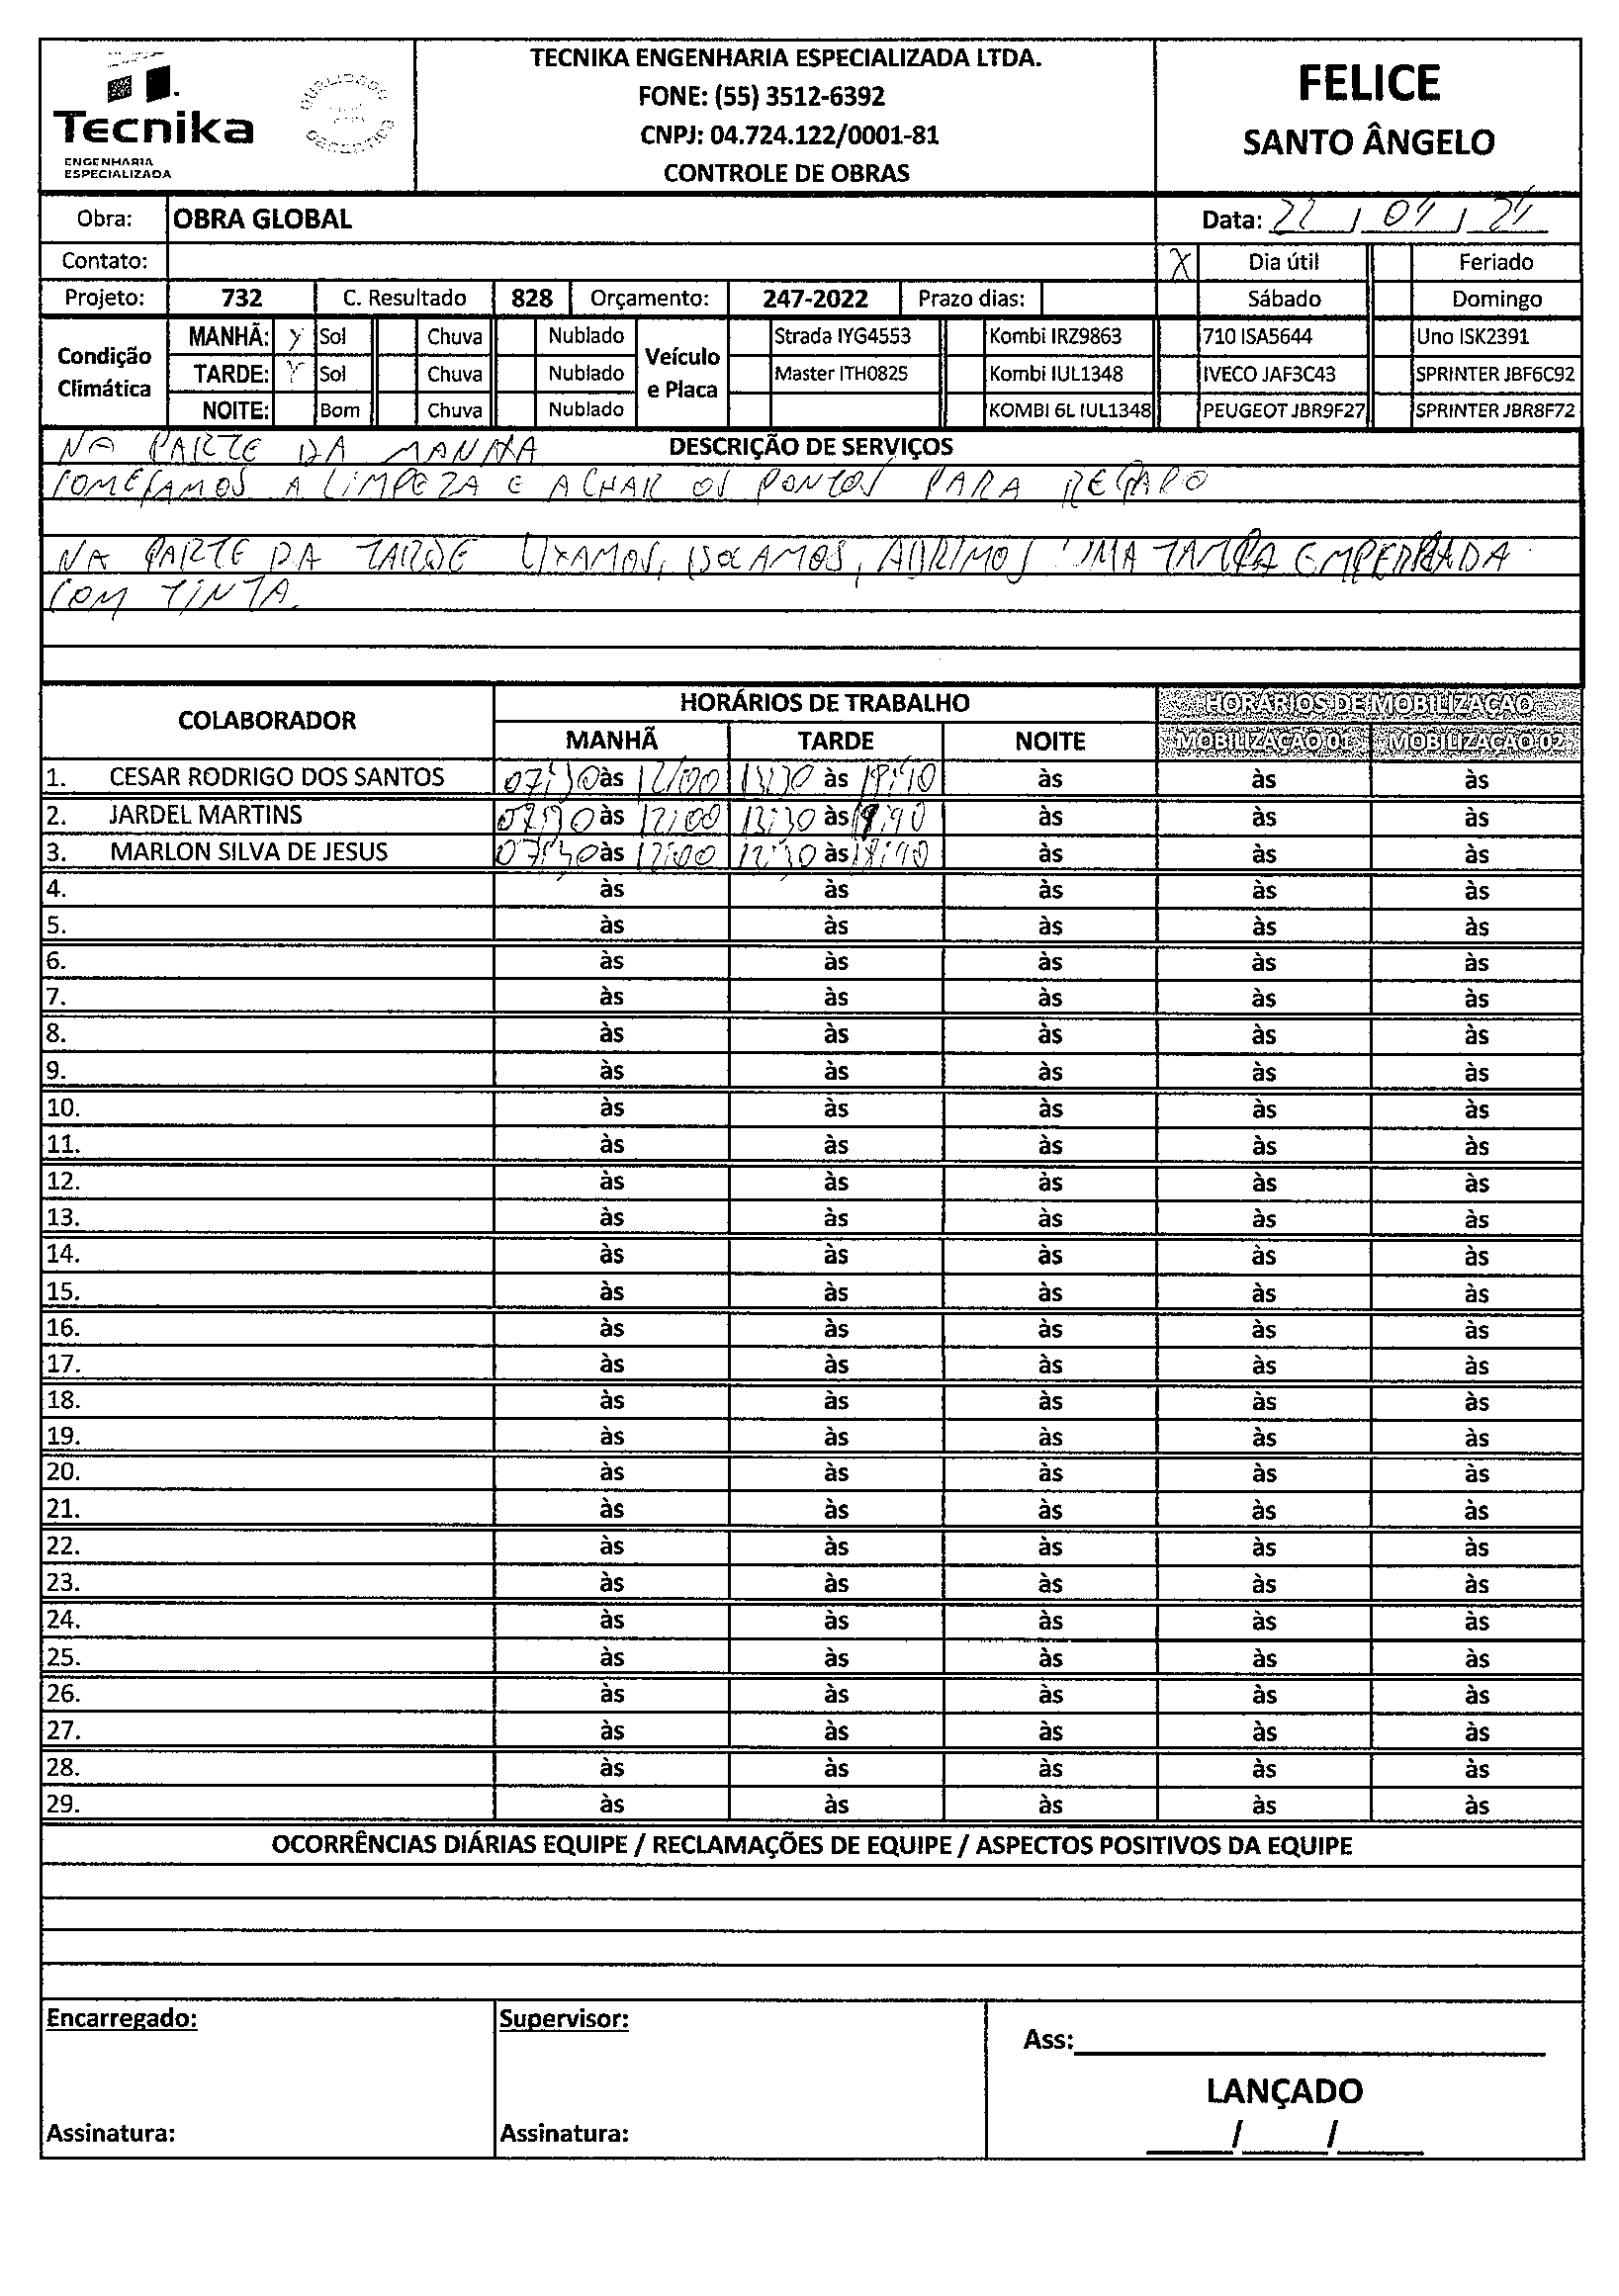 Tecnika
ENGENHARIA
ESPECIALIZADA
TECNIKA ENGENHARIA ESPECIALIZADA LTDA.
FONE: (55) 3512-6392
CNPJ: 04.724.122/0001-81
CONTROLE DE OBRAS
FELICE
SANTO ÂNGELO
Obra: OBRA GLOBAL Data: 22 / 04 / 24
Contato: X Dia útil Feriado
Projeto: 732 C. Resultado 828 Orçamento: 247-2022 Prazo dias: Sábado Domingo
Condição Climática
MANHÃ: X Sol Chuva Nublado
TARDE: X Sol Chuva Nublado
NOITE: Bom Chuva Nublado
Veículo e Placa
Strada IYG4553 Kombi IRZ9863 710 ISA5644 Uno ISK2391
Master ITH0825 Kombi IUL1348 IVECO JAF3C43 SPRINTER JBF6C92
KOMBI 6L IUL1348 PEUGEOT JBR9F27 SPRINTER JBR8F72
DESCRIÇÃO DE SERVIÇOS
NA PARTE DA MANHA
COMEÇAMOS A LIMPEZA E ACHAR OS PONTOS PARA REPARO
NA PARTE DA TARDE LIXAMOS, ISOLAMOS, ABRIMOS UMA TAMPA EMPERRADA
COM TINTA.
COLABORADOR HORÁRIOS DE TRABALHO HORÁRIOS DE MOBILIZAÇÃO
MANHÃ TARDE NOITE MOBILIZAÇÃO 01 MOBILIZAÇÃO 02
1. CESAR RODRIGO DOS SANTOS 07:30 às 12:00 13:30 às às às às
2. JARDEL MARTINS 07:30 às 12:00 13:30 às às às às
3. MARLON SILVA DE JESUS 07:30 às 12:00 às às às às
4. às às às às às
5. às às às às às
6. às às às às às
7. às às às às às
8. às às às às às
9. às às às às às
10. às às às às às
11. às às às às às
12. às às às às às
13. às às às às às
14. às às às às às
15. às às às às às
16. às às às às às
17. às às às às às
18. às às às às às
19. às às às às às
20. às às às às às
21. às às às às às
22. às às às às às
23. às às às às às
24. às às às às às
25. às às às às às
26. às às às às às
27. às às às às às
28. às às às às às
29. às às às às às
OCORRÊNCIAS DIÁRIAS EQUIPE / RECLAMAÇÕES DE EQUIPE / ASPECTOS POSITIVOS DA EQUIPE
Encarregado: Supervisor: Ass:
LANÇADO
Assinatura: Assinatura: / /